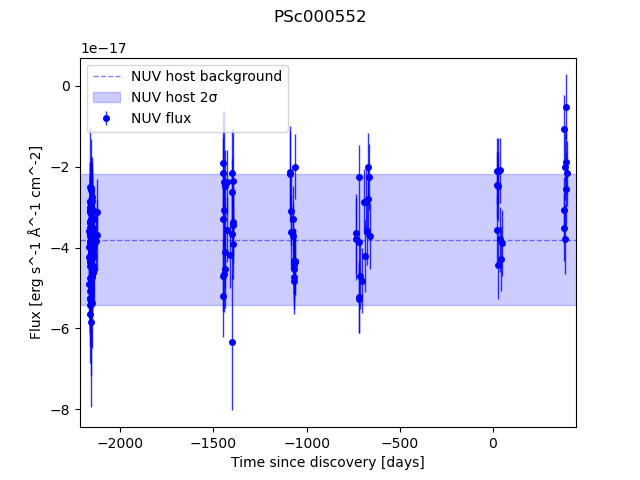 PSc000552
1e−17
NUV host background
NUV host 2σ
NUV flux
0
−2
−4
−6
−8
Flux [erg s^-1 Å^-1 cm^-2]
−2000
−1500
−1000
−500
0
Time since discovery [days]